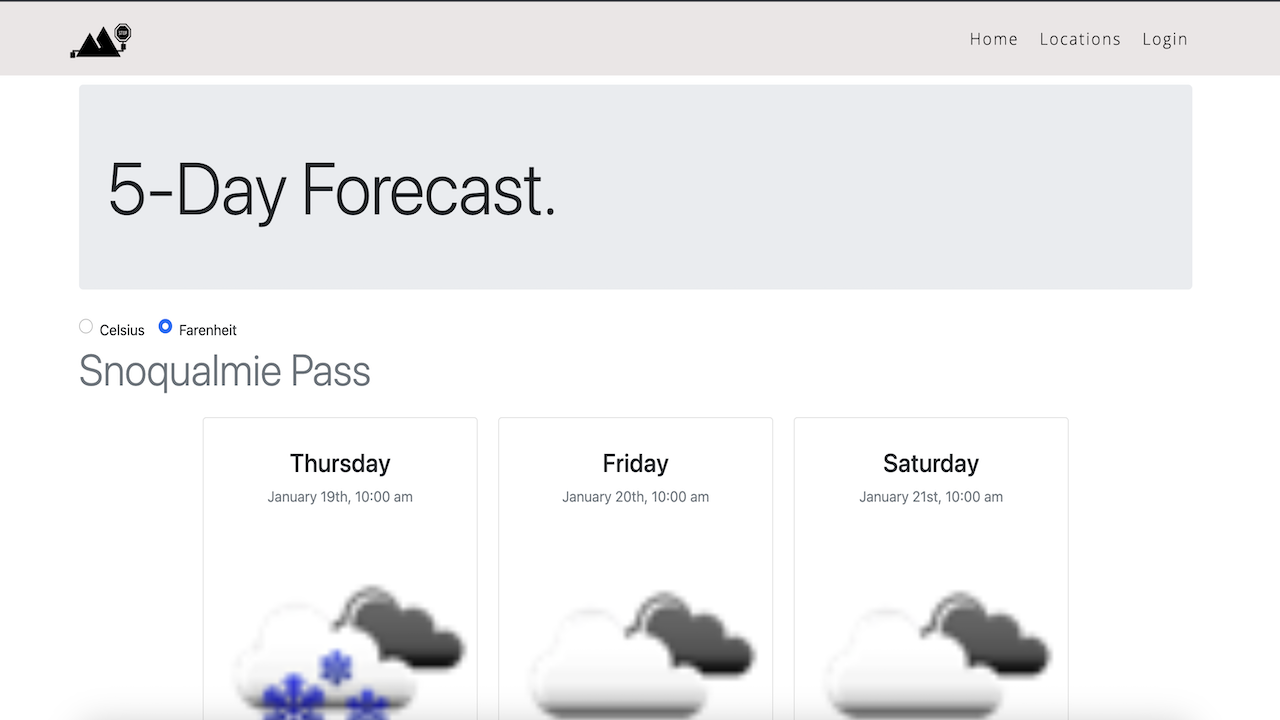 STOP
Home Locations Login
5-Day Forecast.
Celsius Farenheit
Snoqualmie Pass
Thursday Friday Saturday
January 19th, 10:00 am January 20th, 10:00 am January 21st, 10:00 am